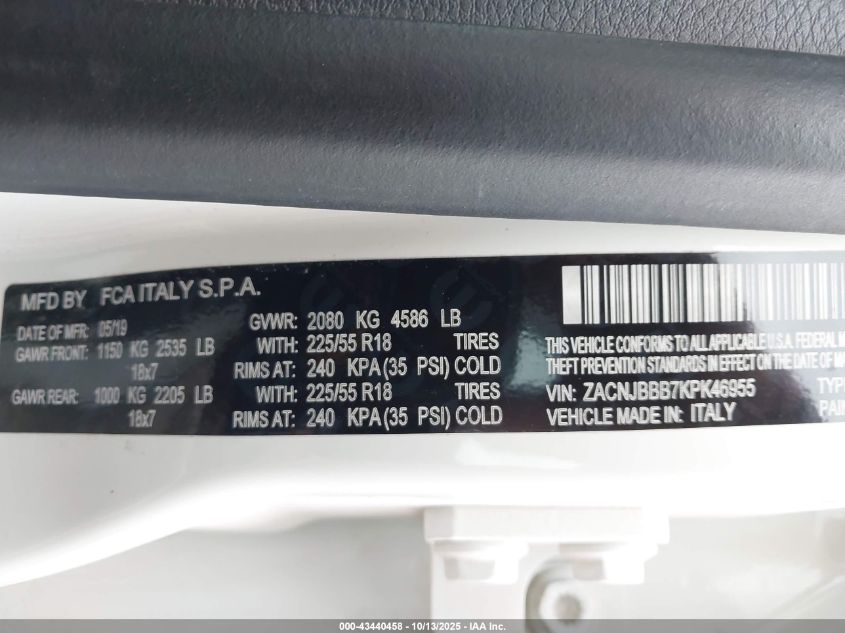 MFD BY FCA ITALY S.P.A.
DATE OF MFR: 05/19 GVWR: 2080 KG 4586 LB
GAWR FRONT: 1150 KG 2535 LB WITH: 225/55 R18 TIRES
18x7 RIMS AT: 240 KPA(35 PSI) COLD
GAWR REAR: 1000 KG 2205 LB WITH: 225/55 R18 TIRES
18x7 RIMS AT: 240 KPA(35 PSI) COLD
THIS VEHICLE CONFORMS TO ALL APPLICABLE U.S.A. FEDERAL M
THEFT PREVENTION STANDARDS IN EFFECT ON THE
VIN: ZACNJBBB7KPK46955 TYP
VEHICLE MADE IN: ITALY PAI
000-43440458 - 10/13/2025 - IAA Inc.